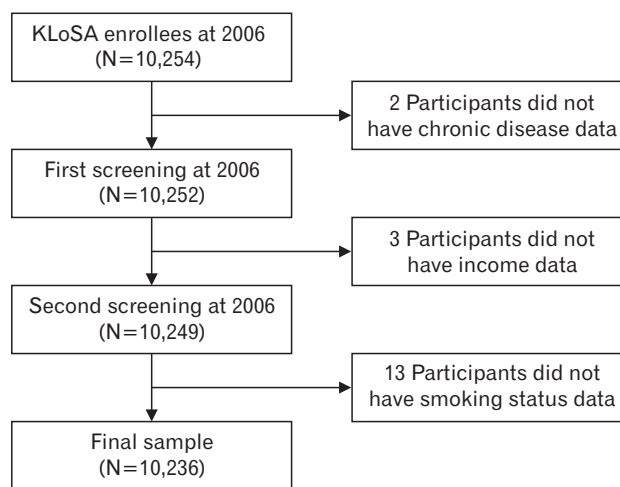 KLoSA enrollees at 2006
(N=10,254)
2 Participants did not
have chronic disease data
First screening at 2006
(N=10,252)
3 Participants did not
have income data
Second screening at 2006
(N=10,249)
13 Participants did not
have smoking status data
Final sample
(N=10,236)